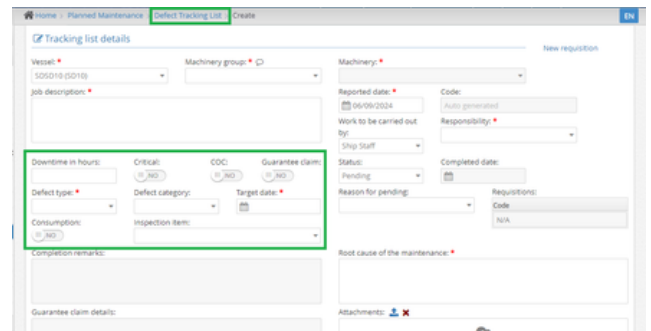 Home > Planned Maintenance > Defect Tracking List > Create
EN
Tracking list details
New requisition
Vessel: *
Machinery group: *
Machinery: *
SDSD10 (SD10)
Job description: *
Reported date: *
Code:
06/09/2024
Auto generated
Work to be carried out by:
Responsibility: *
Ship Staff
Downtime in hours:
Critical:
COC:
Guarantee claim:
Status:
Completed date:
NO
NO
NO
Pending
Defect type: *
Defect category:
Target date: *
Reason for pending:
Requisitions:
Code
N/A
Consumption:
Inspection item:
NO
Completion remarks:
Root cause of the maintenance: *
Guarantee claim details:
Attachments: